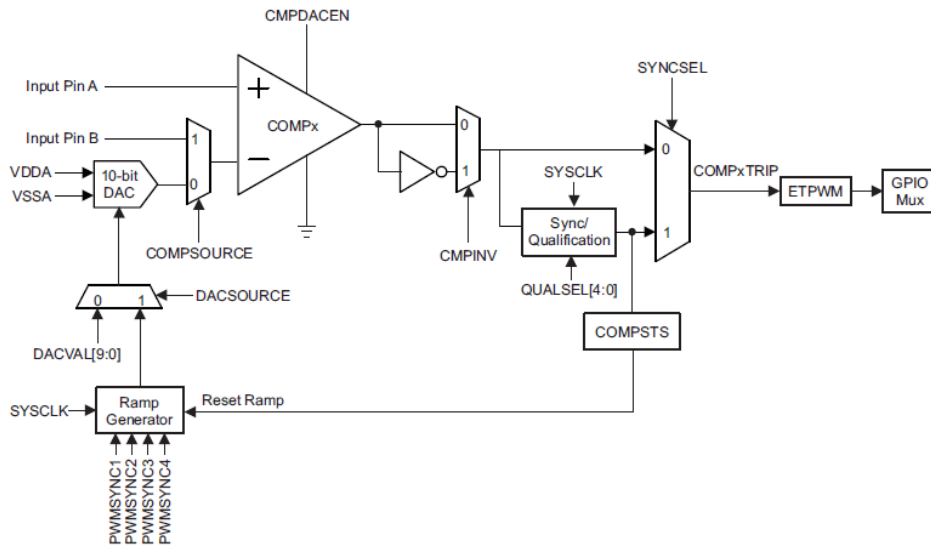 CMPDACEN
SYNCSEL
Input Pin A
+
COMPx
0
Input Pin B
1
−
VDDA
10-bit
DAC
0
1
SYSCLK
0
COMPxTRIP
ETPWM
GPIO
Mux
VSSA
Sync/
Qualification
1
COMPSOURCE
CMPINV
QUALSEL[4:0]
0
1
DACSOURCE
COMPSTS
DACVAL[9:0]
SYSCLK
Ramp
Generator
Reset Ramp
PWMSYNC1
PWMSYNC2
PWMSYNC3
PWMSYNC4